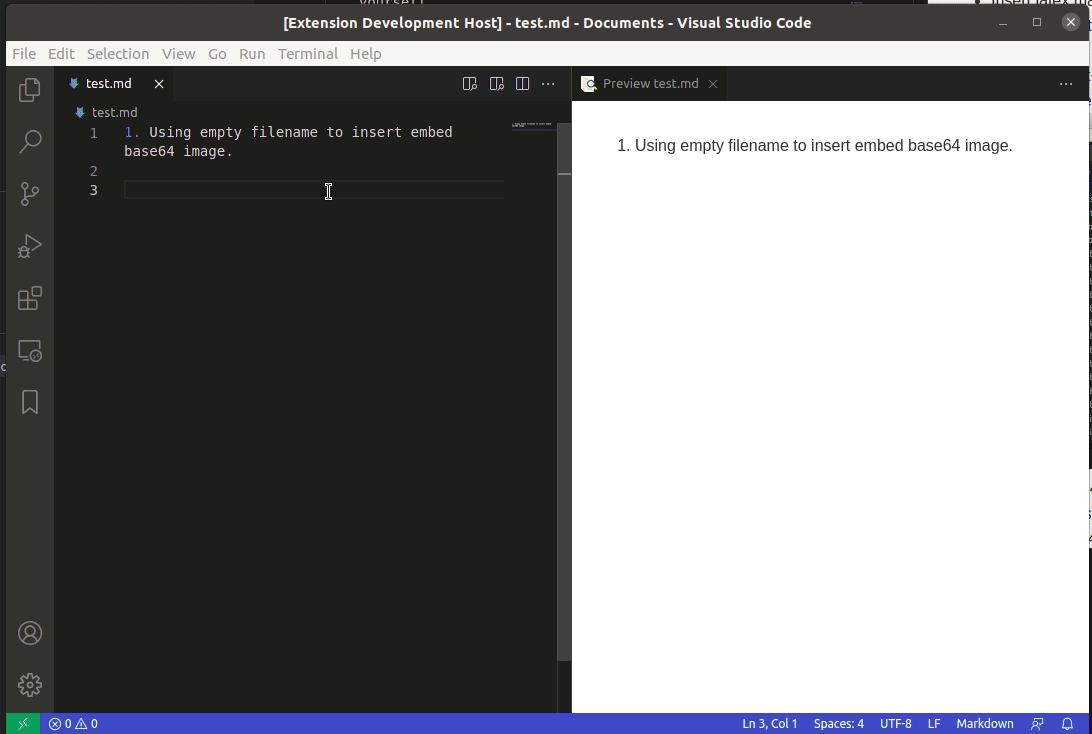 yourself
[Extension Development Host] - test.md - Documents - Visual Studio Code
File Edit Selection View Go Run Terminal Help
test.md
Preview test.md
test.md
1 1. Using empty filename to insert embed
base64 image.
2
3
1. Using empty filename to insert embed base64 image.
0 0
Ln 3, Col 1 Spaces: 4 UTF-8 LF Markdown